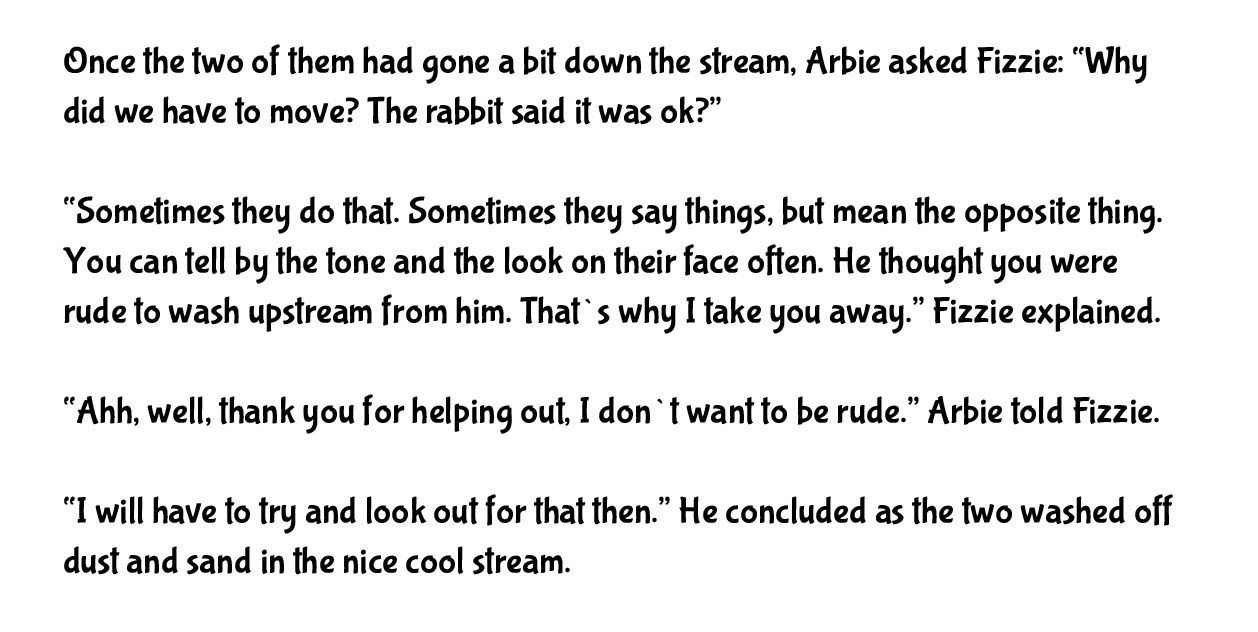 Once the two of them had gone a bit down the stream, Arbie asked Fizzie: “Why
did we have to move? The rabbit said it was ok?”
“Sometimes they do that. Sometimes they say things, but mean the opposite thing.
You can tell by the tone and the look on their face often. He thought you were
rude to wash upstream from him. That`s why I take you away.” Fizzie explained.
“Ahh, well, thank you for helping out, I don`t want to be rude.” Arbie told Fizzie.
“I will have to try and look out for that then.” He concluded as the two washed off
dust and sand in the nice cool stream.